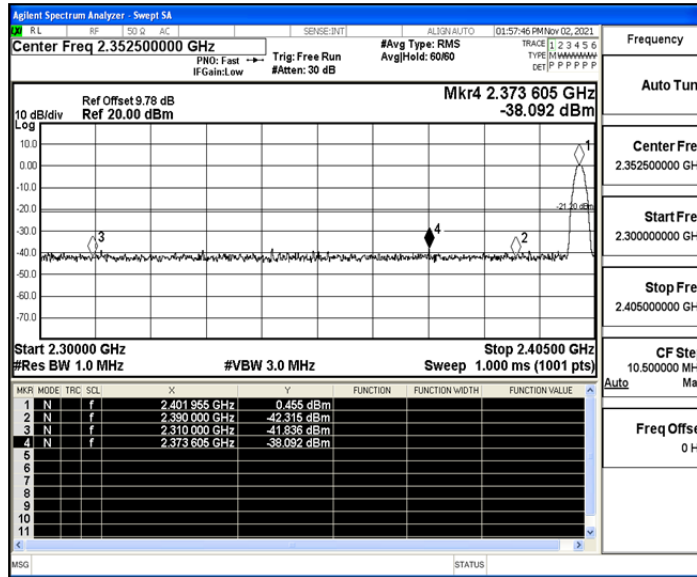 Agilent Spectrum Analyzer - Swept SA
RL RF 50 Ω AC SENSE:INT ALIGNAUTO 01:57:46 PM Nov 02, 2021
Center Freq 2.352500000 GHz
PNO: Fast
IFGain:Low
Trig: Free Run
#Atten: 30 dB
#Avg Type: RMS
Avg|Hold: 60/60
TRACE 1 2 3 4 5 6
TYPE MWWWWW
DET P P P P P P
Mkr4 2.373 605 GHz
-38.092 dBm
Ref Offset 9.78 dB
10 dB/div Ref 20.00 dBm
Log
10.0
0.00
-10.0
-20.0
-30.0
-40.0
-50.0
-60.0
-70.0
1
-21.20 dBm
3
4
2
Start 2.30000 GHz Stop 2.40500 GHz
#Res BW 1.0 MHz #VBW 3.0 MHz Sweep 1.000 ms (1001 pts)
MKR MODE TRC SCL X Y FUNCTION FUNCTION WIDTH FUNCTION VALUE
1 N f 2.401 955 GHz 0.455 dBm
2 N f 2.390 000 GHz -42.315 dBm
3 N f 2.310 000 GHz -41.836 dBm
4 N f 2.373 605 GHz -38.092 dBm
5
6
7
8
9
10
11
MSG STATUS
Frequency
Auto Tun
Center Fre
2.352500000 GH
Start Fre
2.300000000 GH
Stop Fre
2.405000000 GH
CF Ste
10.500000 MH
Auto Ma
Freq Offse
0 H